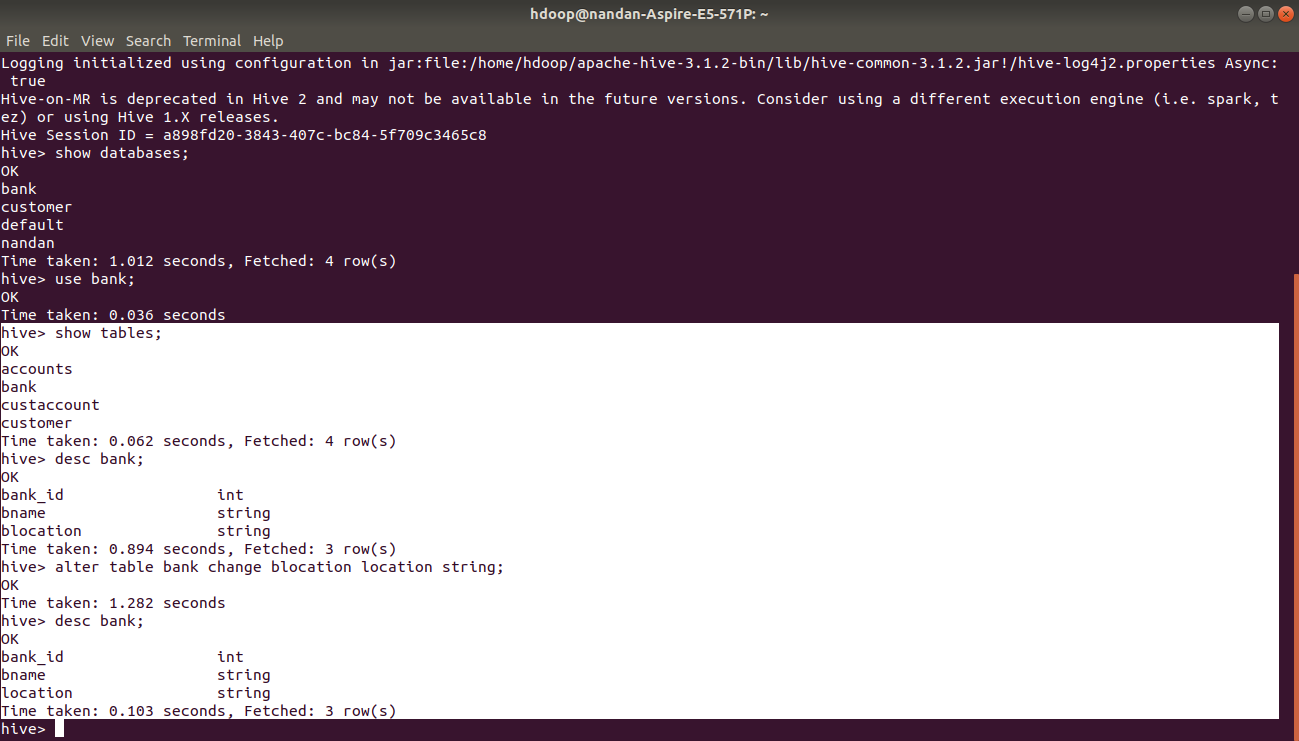 hdoop@nandan-Aspire-E5-571P: ~
File Edit View Search Terminal Help
Logging initialized using configuration in jar:file:/home/hdoop/apache-hive-3.1.2-bin/lib/hive-common-3.1.2.jar!/hive-log4j2.properties Async:
 true
Hive-on-MR is deprecated in Hive 2 and may not be available in the future versions. Consider using a different execution engine (i.e. spark, t
ez) or using Hive 1.X releases.
Hive Session ID = a898fd20-3843-407c-bc84-5f709c3465c8
hive> show databases;
OK
bank
customer
default
nandan
Time taken: 1.012 seconds, Fetched: 4 row(s)
hive> use bank;
OK
Time taken: 0.036 seconds
hive> show tables;
OK
accounts
bank
custaccount
customer
Time taken: 0.062 seconds, Fetched: 4 row(s)
hive> desc bank;
OK
bank_id                 int
bname                   string
blocation               string
Time taken: 0.894 seconds, Fetched: 3 row(s)
hive> alter table bank change blocation location string;
OK
Time taken: 1.282 seconds
hive> desc bank;
OK
bank_id                 int
bname                   string
location                string
Time taken: 0.103 seconds, Fetched: 3 row(s)
hive>